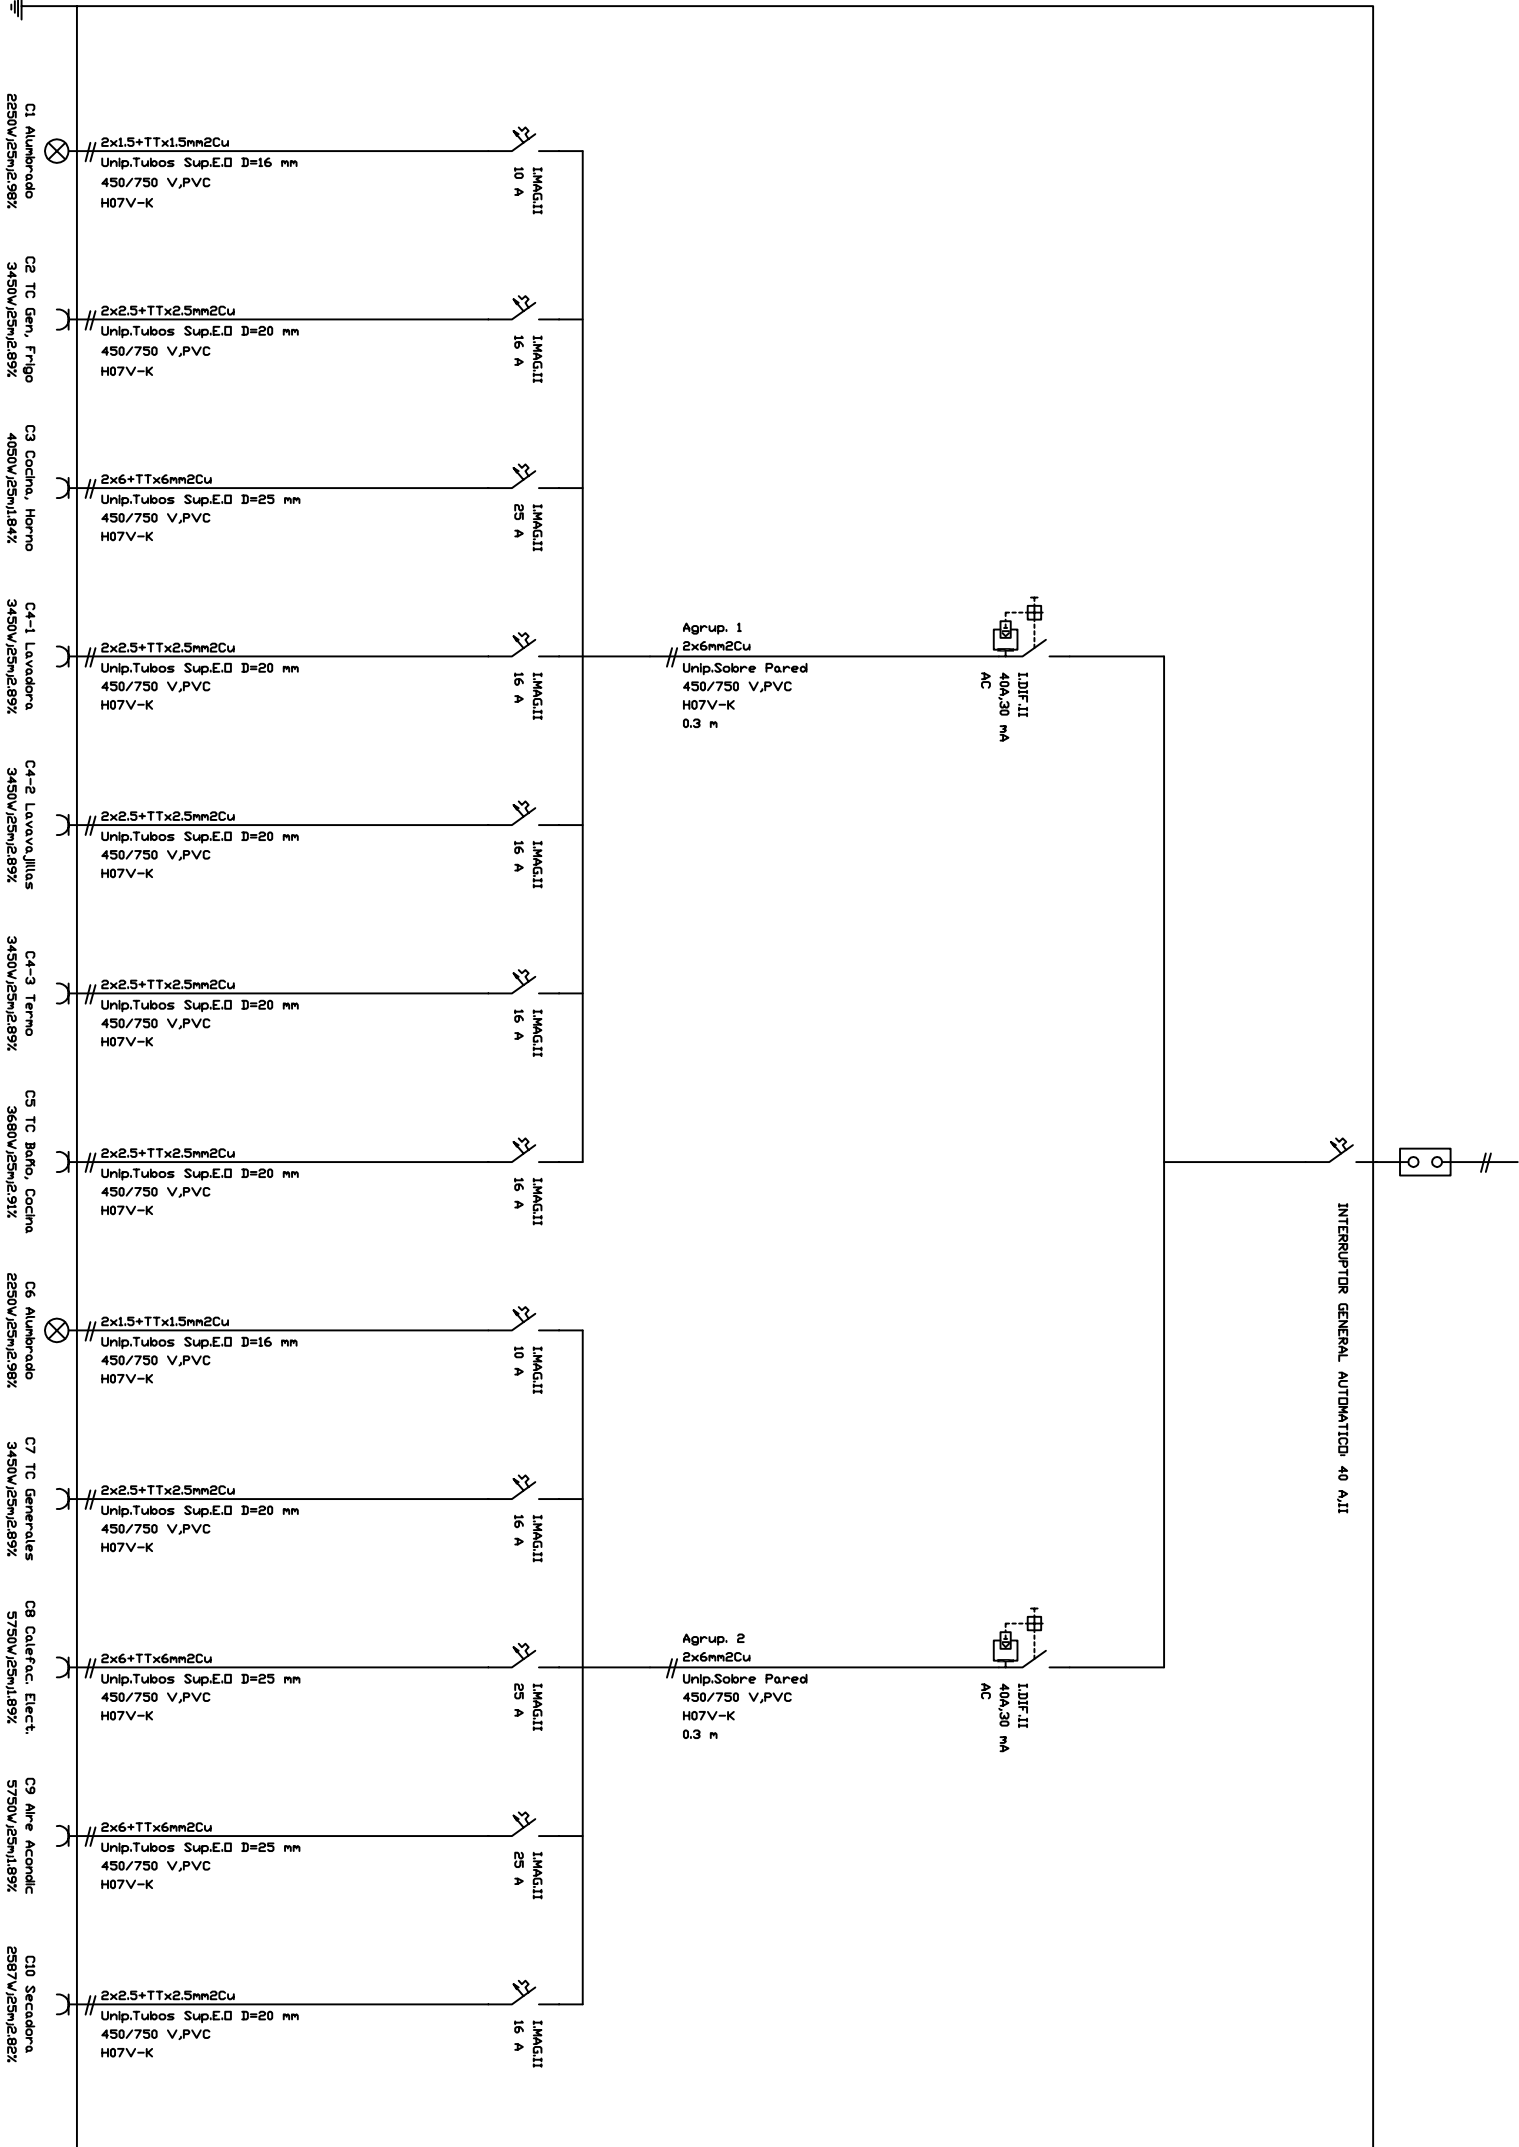 INTERRUPTOR GENERAL AUTOMATICO: 40 A,II
I.DIF.II
40A,30 mA
AC
Agrup. 1
2x6mm2Cu
Unip.Sobre Pared
450/750 V,PVC
H07V-K
0.3 m
I.DIF.II
40A,30 mA
AC
Agrup. 2
2x6mm2Cu
Unip.Sobre Pared
450/750 V,PVC
H07V-K
0.3 m
I.MAG.II
10 A
2x1.5+TTx1.5mm2Cu
Unip.Tubos Sup.E.O D=16 mm
450/750 V,PVC
H07V-K
C1 Alumbrado
2250W;25m;2.98%
I.MAG.II
16 A
2x2.5+TTx2.5mm2Cu
Unip.Tubos Sup.E.O D=20 mm
450/750 V,PVC
H07V-K
C2 TC Gen, Frigo
3450W;25m;2.89%
I.MAG.II
25 A
2x6+TTx6mm2Cu
Unip.Tubos Sup.E.O D=25 mm
450/750 V,PVC
H07V-K
C3 Cocina, Horno
4050W;25m;1.84%
I.MAG.II
16 A
2x2.5+TTx2.5mm2Cu
Unip.Tubos Sup.E.O D=20 mm
450/750 V,PVC
H07V-K
C4-1 Lavadora
3450W;25m;2.89%
I.MAG.II
16 A
2x2.5+TTx2.5mm2Cu
Unip.Tubos Sup.E.O D=20 mm
450/750 V,PVC
H07V-K
C4-2 Lavavajillas
3450W;25m;2.89%
I.MAG.II
16 A
2x2.5+TTx2.5mm2Cu
Unip.Tubos Sup.E.O D=20 mm
450/750 V,PVC
H07V-K
C4-3 Termo
3450W;25m;2.89%
I.MAG.II
16 A
2x2.5+TTx2.5mm2Cu
Unip.Tubos Sup.E.O D=20 mm
450/750 V,PVC
H07V-K
C5 TC Baño, Cocina
3680W;25m;2.91%
I.MAG.II
10 A
2x1.5+TTx1.5mm2Cu
Unip.Tubos Sup.E.O D=16 mm
450/750 V,PVC
H07V-K
C6 Alumbrado
2250W;25m;2.98%
I.MAG.II
16 A
2x2.5+TTx2.5mm2Cu
Unip.Tubos Sup.E.O D=20 mm
450/750 V,PVC
H07V-K
C7 TC Generales
3450W;25m;2.89%
I.MAG.II
25 A
2x6+TTx6mm2Cu
Unip.Tubos Sup.E.O D=25 mm
450/750 V,PVC
H07V-K
C8 Calefac. Elect.
5750W;25m;1.89%
I.MAG.II
25 A
2x6+TTx6mm2Cu
Unip.Tubos Sup.E.O D=25 mm
450/750 V,PVC
H07V-K
C9 Aire Acondic
5750W;25m;1.89%
I.MAG.II
16 A
2x2.5+TTx2.5mm2Cu
Unip.Tubos Sup.E.O D=20 mm
450/750 V,PVC
H07V-K
C10 Secadora
2587W;25m;2.82%